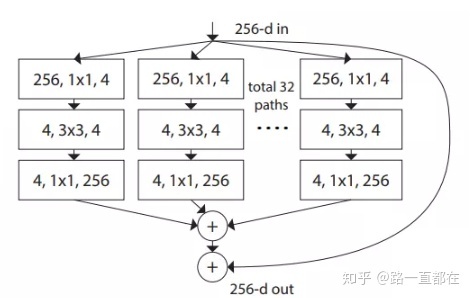 256-d in
256, 1x1, 4
256, 1x1, 4
256, 1x1, 4
total 32
paths
4, 3x3, 4
4, 3x3, 4
....
4, 3x3, 4
4, 1x1, 256
4, 1x1, 256
4, 1x1, 256
+
+
256-d out
知乎 @路一直都在